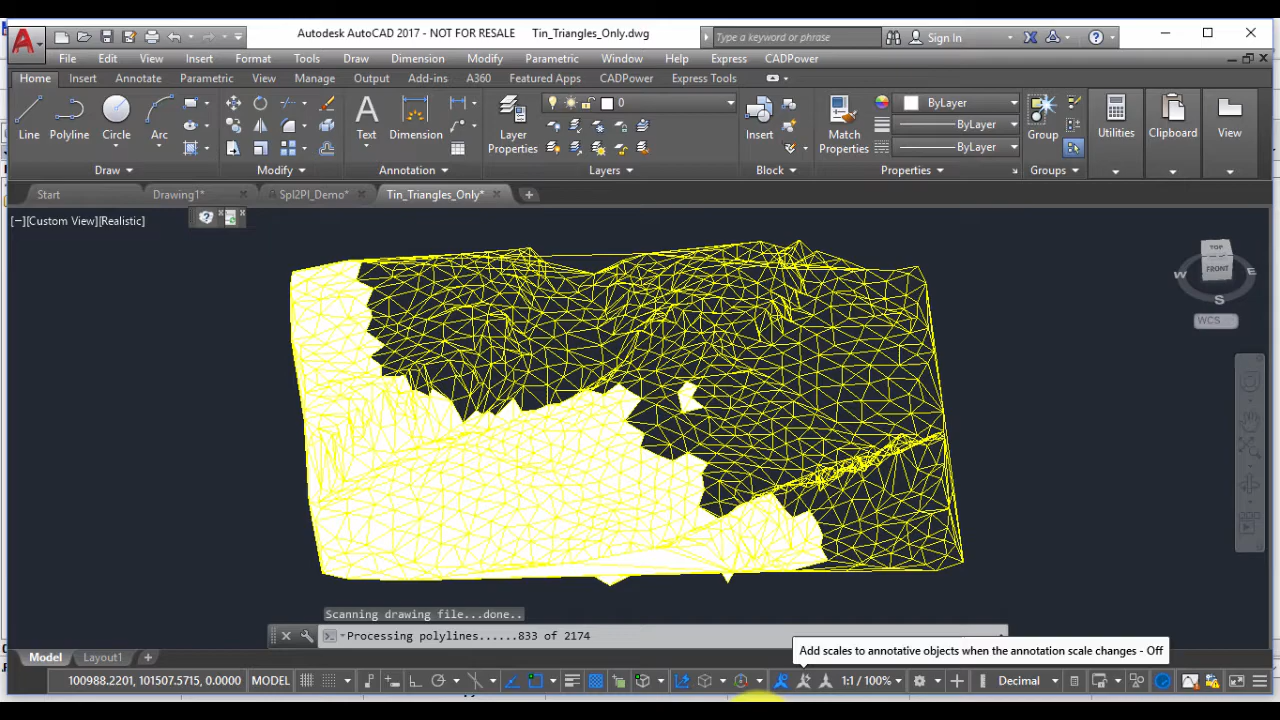 Autodesk AutoCAD 2017 - NOT FOR RESALE Tin_Triangles_Only.dwg
Type a keyword or phrase
Sign In
File Edit View Insert Format Tools Draw Dimension Modify Parametric Window Help Express CADPower
Home Insert Annotate Parametric View Manage Output Add-ins A360 Featured Apps CADPower Express Tools
Line Polyline Circle Arc
Text Dimension
Layer Properties
0
Insert
Match Properties
ByLayer
ByLayer
ByLayer
Group
Utilities
Clipboard
View
Draw Modify Annotation Layers Block Properties Groups
Start Drawing1* Spl2Pl_Demo* Tin_Triangles_Only*
[−][Custom View][Realistic]
TOP
FRONT
W E
S
WCS
Scanning drawing file...done..
Processing polylines......833 of 2174
Add scales to annotative objects when the annotation scale changes - Off
Model Layout1
100988.2201, 101507.5715, 0.0000 MODEL
1:1 / 100%
Decimal